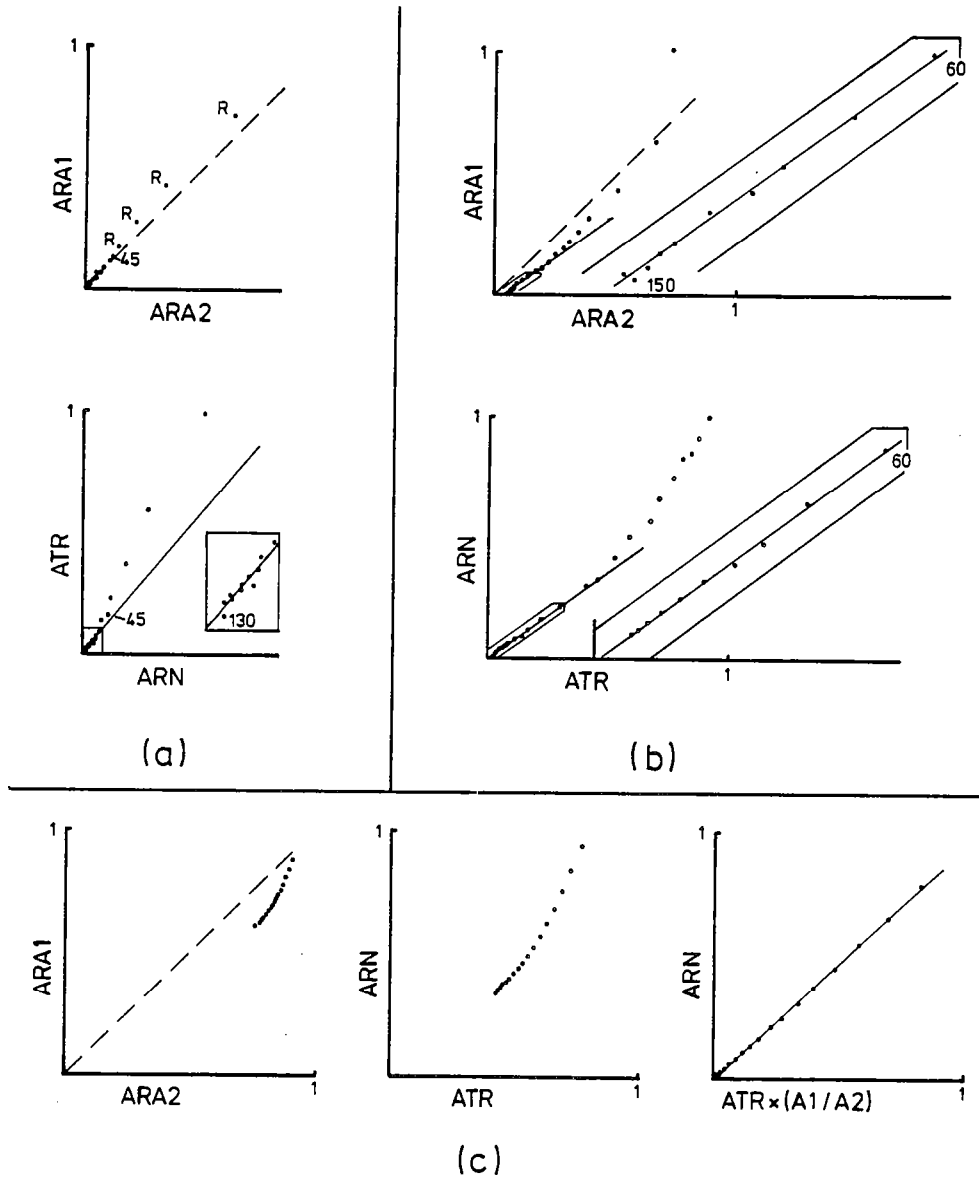 1
ARA1
R.
R.
R.
R.
45
ARA2
1
ARA1
60
150
ARA2
1
1
ATR
45
130
ARN
1
ARN
60
ATR
1
(a)
(b)
1
ARA1
ARA2
1
1
ARN
ATR
1
1
ARN
ATR×(A1/A2)
1
(c)